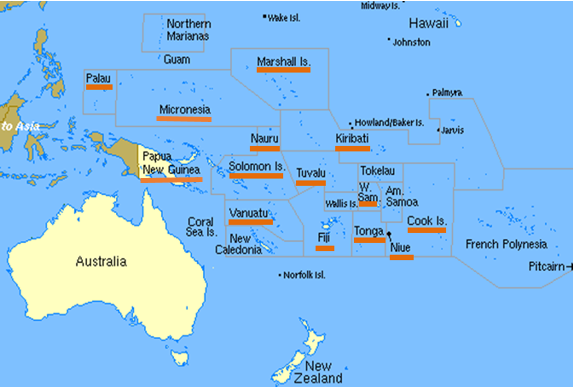 Midway Isl.
Hawaii
Wake Isl.
Northern
Marianas
Johnston
Guam
Marshall Is.
Palau
Palmyra
Micronesia
to Asia
Howland/Baker Is.
Jarvis
Nauru
Kiribati
Papua
New Guinea
Solomon Is.
Tuvalu
Tokelau
W.
Sam.
Am.
Samoa
Wallis Is.
Vanuatu
Coral
Sea Is.
Cook Is.
Tonga
Fiji
New
Caledonia
Niue
French Polynesia
Australia
Pitcairn
Norfolk Isl.
New
Zealand